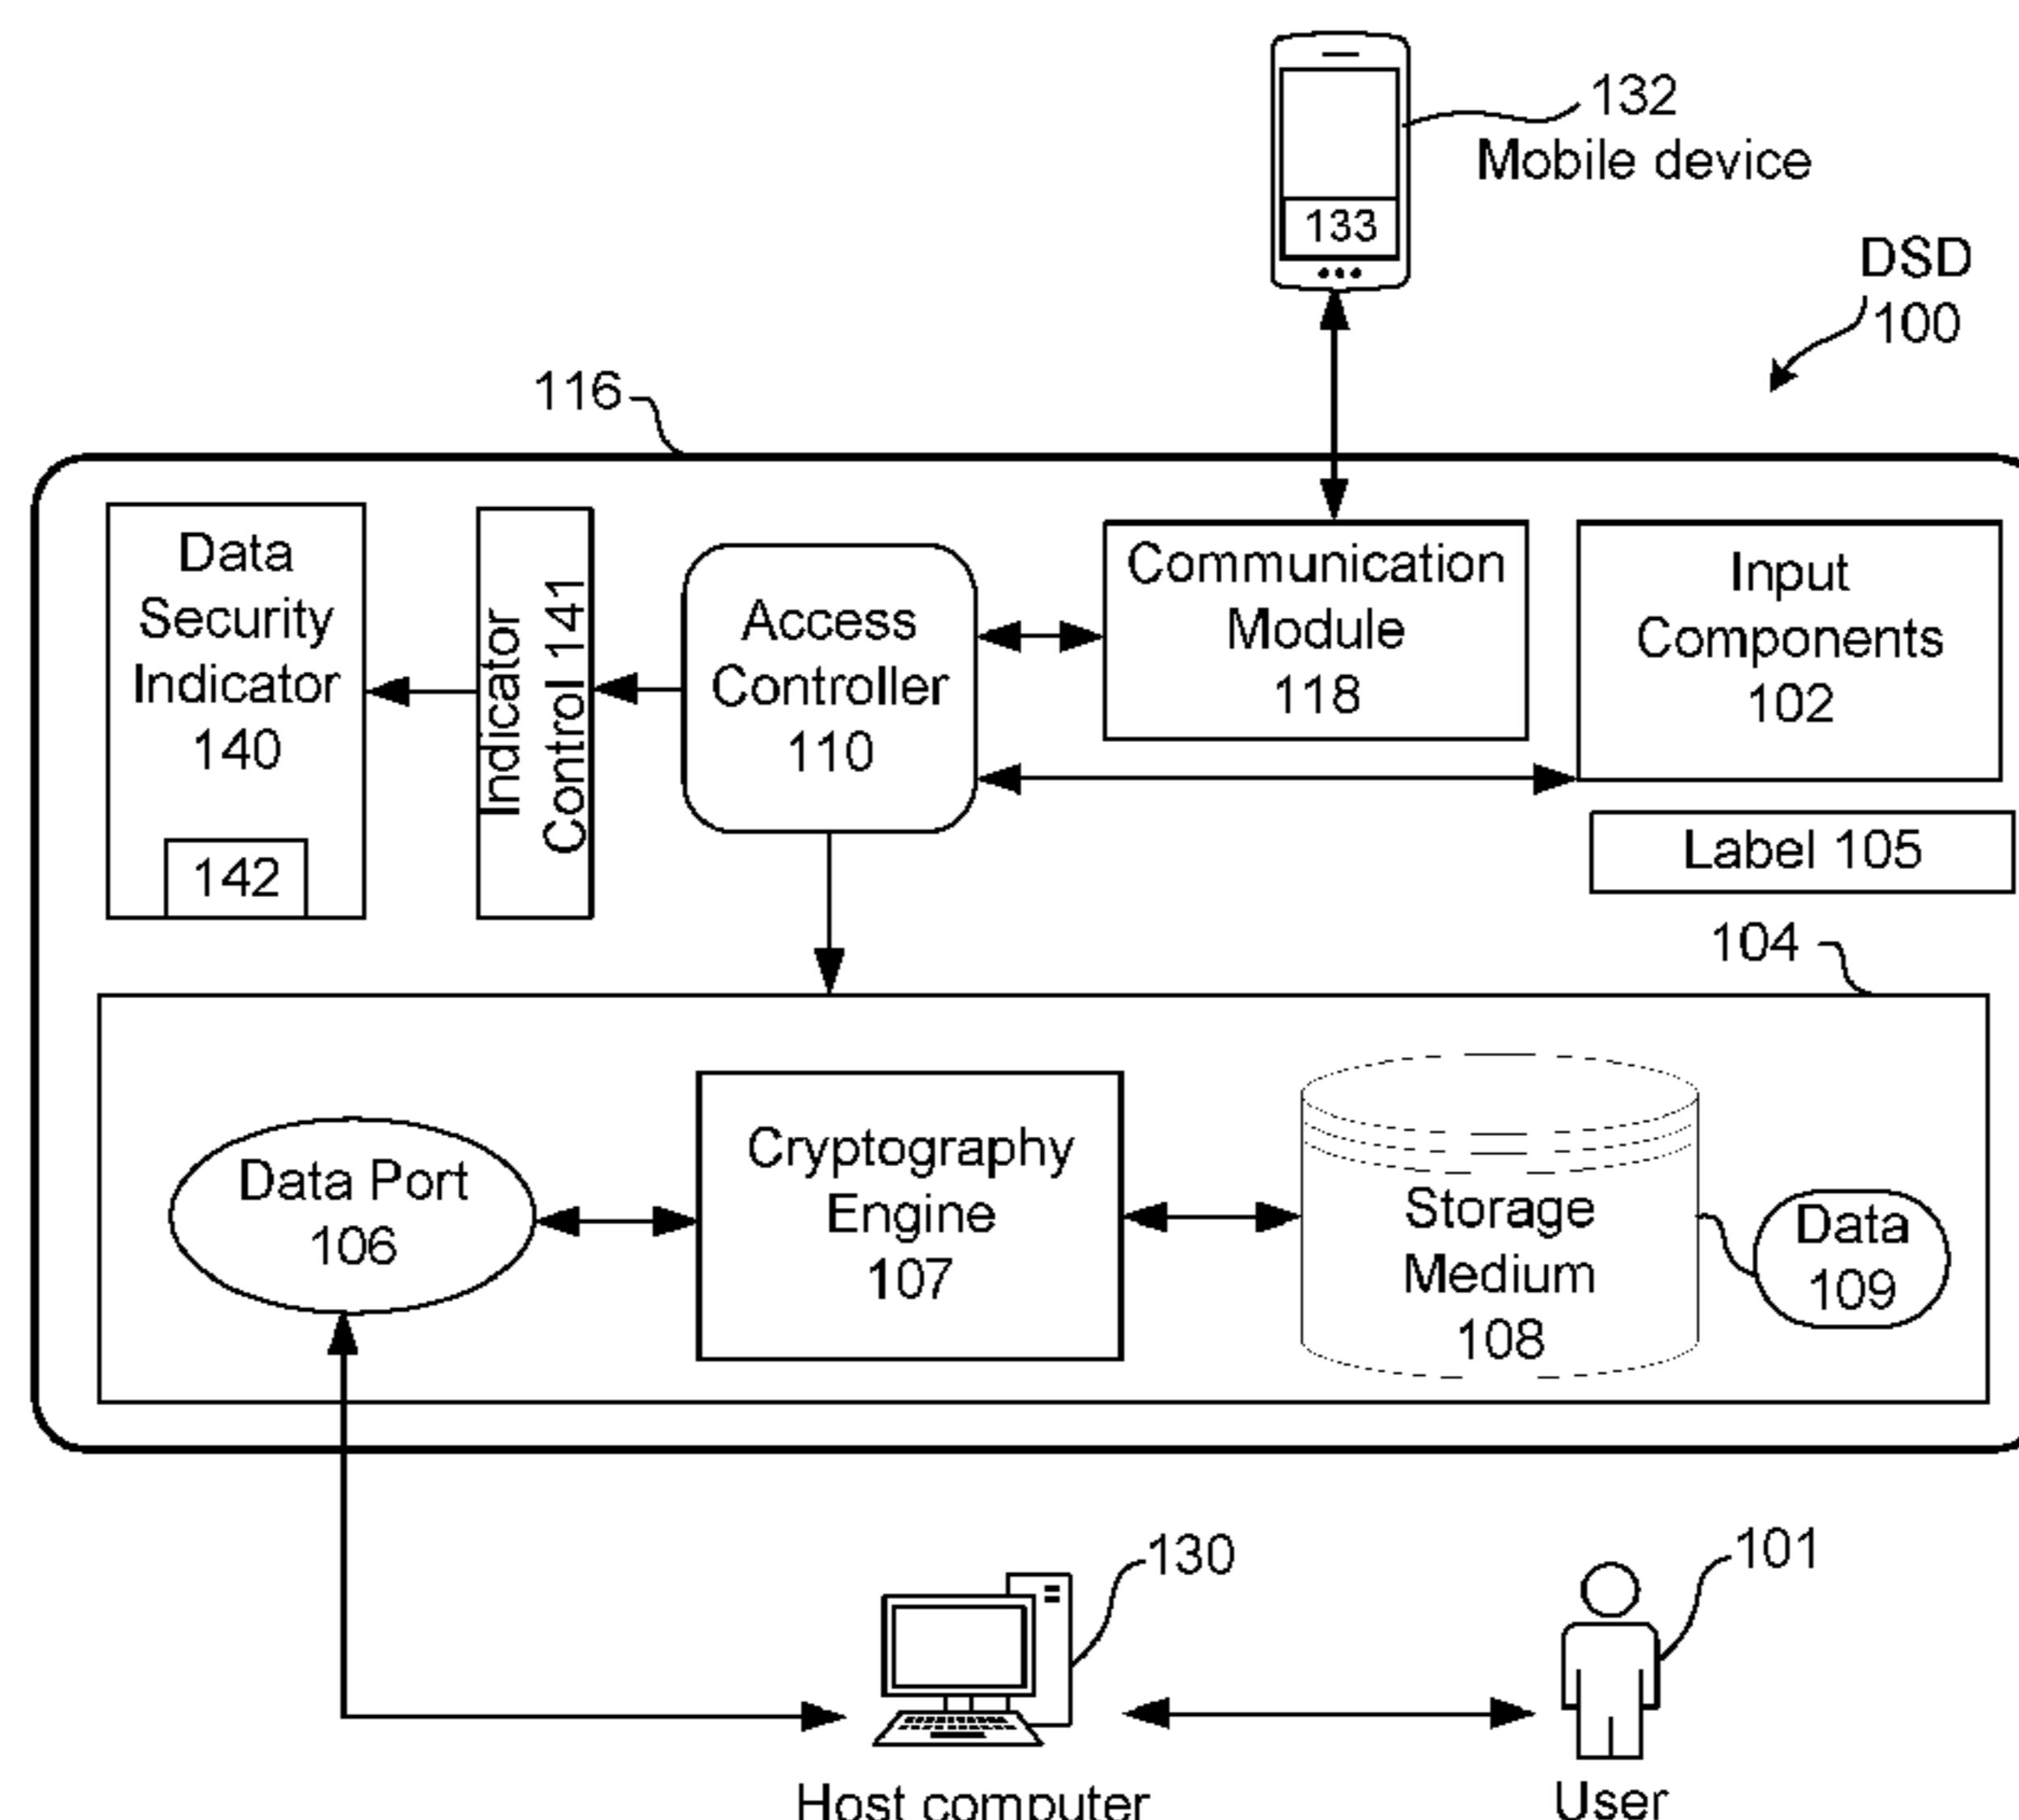 132
Mobile device
133
DSD
100
116
Data
Security
Indicator
140
142
Indicator
Control 141
Access
Controller
110
Communication
Module
118
Input
Components
102
Label 105
104
Data Port
106
Cryptography
Engine
107
Storage
Medium
108
Data
109
130
101
Host computer
User